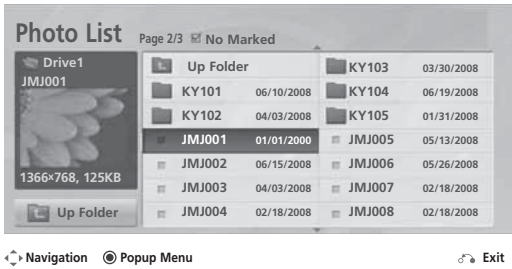 Photo List Page 2/3 No Marked
Drive1
JMJ001
1366×768, 125KB
Up Folder
Up Folder
KY101 06/10/2008
KY102 04/03/2008
JMJ001 01/01/2000
JMJ002 06/15/2008
JMJ003 04/03/2008
JMJ004 02/18/2008
KY103 03/30/2008
KY104 06/19/2008
KY105 01/31/2008
JMJ005 05/13/2008
JMJ006 05/26/2008
JMJ007 02/18/2008
JMJ008 02/18/2008
Navigation Popup Menu Exit